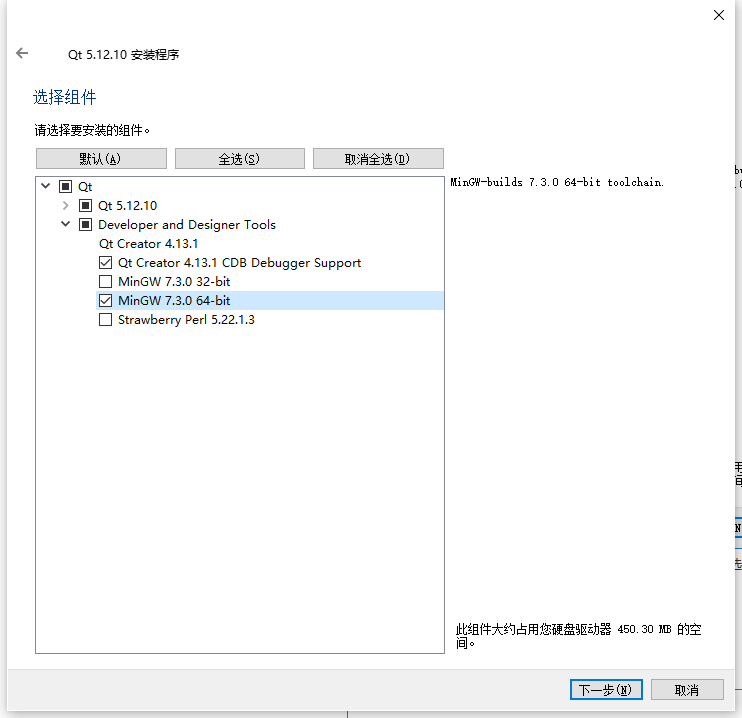 Qt 5.12.10 安装程序
选择组件
请选择要安装的组件。
默认(A) 全选(S) 取消全选(D)
Qt
Qt 5.12.10
Developer and Designer Tools
Qt Creator 4.13.1
Qt Creator 4.13.1 CDB Debugger Support
MinGW 7.3.0 32-bit
MinGW 7.3.0 64-bit
Strawberry Perl 5.22.1.3
MinGW-builds 7.3.0 64-bit toolchain.
此组件大约占用您硬盘驱动器 450.30 MB 的空
间。
下一步(N) 取消